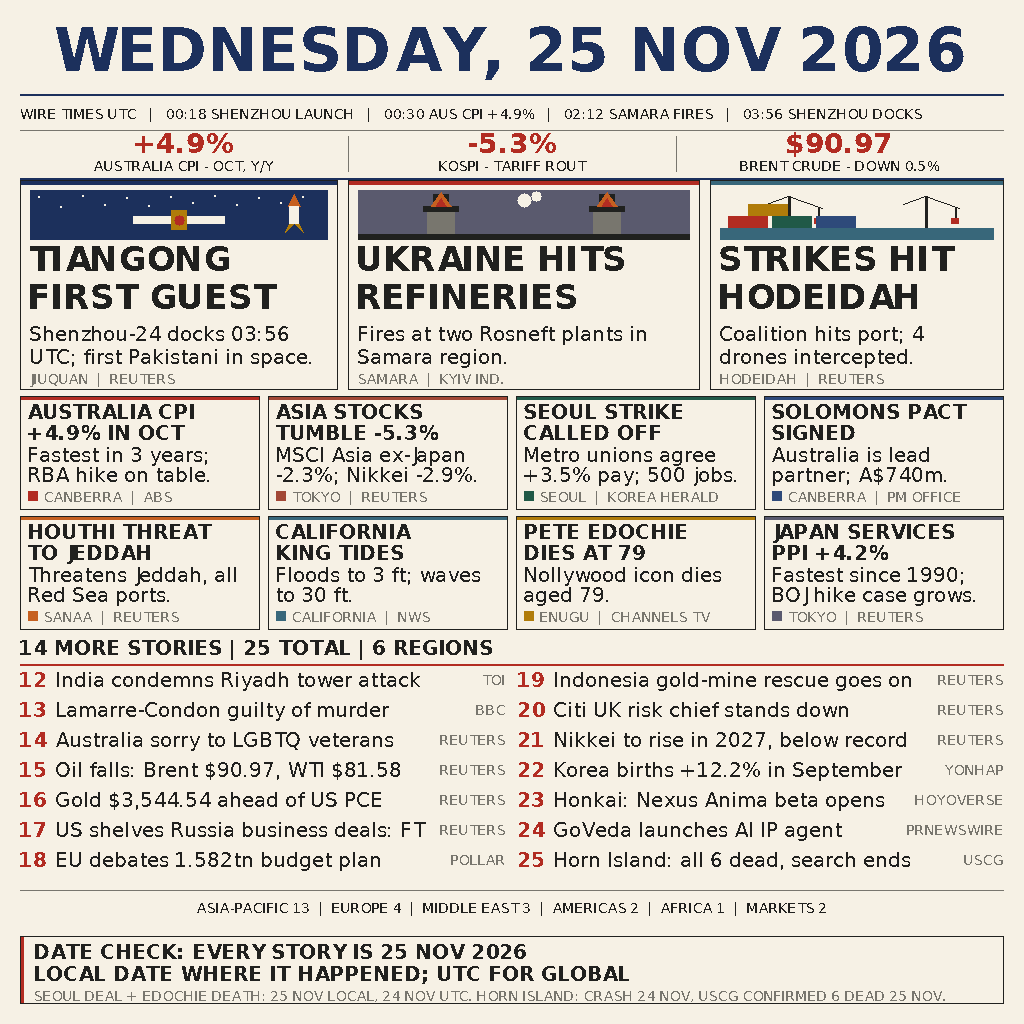 WEDNESDAY, 25 NOV 2026
WIRE TIMES UTC | 00:18 SHENZHOU LAUNCH | 00:30 AUS CPI +4.9% | 02:12 SAMARA FIRES | 03:56 SHENZHOU DOCKS
+4.9%
AUSTRALIA CPI - OCT, Y/Y
-5.3%
KOSPI - TARIFF ROUT
$90.97
BRENT CRUDE - DOWN 0.5%
TIANGONG
FIRST GUEST
Shenzhou-24 docks 03:56
UTC; first Pakistani in space.
JIUQUAN | REUTERS
UKRAINE HITS
REFINERIES
Fires at two Rosneft plants in
Samara region.
SAMARA | KYIV IND.
STRIKES HIT
HODEIDAH
Coalition hits port; 4
drones intercepted.
HODEIDAH | REUTERS
AUSTRALIA CPI
+4.9% IN OCT
Fastest in 3 years;
RBA hike on table.
CANBERRA | ABS
ASIA STOCKS
TUMBLE -5.3%
MSCI Asia ex-Japan
-2.3%; Nikkei -2.9%.
TOKYO | REUTERS
SEOUL STRIKE
CALLED OFF
Metro unions agree
+3.5% pay; 500 jobs.
SEOUL | KOREA HERALD
SOLOMONS PACT
SIGNED
Australia is lead
partner; A$740m.
CANBERRA | PM OFFICE
HOUTHI THREAT
TO JEDDAH
Threatens Jeddah, all
Red Sea ports.
SANAA | REUTERS
CALIFORNIA
KING TIDES
Floods to 3 ft; waves
to 30 ft.
CALIFORNIA | NWS
PETE EDOCHIE
DIES AT 79
Nollywood icon dies
aged 79.
ENUGU | CHANNELS TV
JAPAN SERVICES
PPI +4.2%
Fastest since 1990;
BOJ hike case grows.
TOKYO | REUTERS
14 MORE STORIES | 25 TOTAL | 6 REGIONS
12 India condemns Riyadh tower attack TOI
13 Lamarre-Condon guilty of murder BBC
14 Australia sorry to LGBTQ veterans REUTERS
15 Oil falls: Brent $90.97, WTI $81.58 REUTERS
16 Gold $3,544.54 ahead of US PCE REUTERS
17 US shelves Russia business deals: FT REUTERS
18 EU debates 1.582tn budget plan POLLAR
19 Indonesia gold-mine rescue goes on REUTERS
20 Citi UK risk chief stands down REUTERS
21 Nikkei to rise in 2027, below record REUTERS
22 Korea births +12.2% in September YONHAP
23 Honkai: Nexus Anima beta opens HOYOVERSE
24 GoVeda launches AI IP agent PRNEWSWIRE
25 Horn Island: all 6 dead, search ends USCG
ASIA-PACIFIC 13 | EUROPE 4 | MIDDLE EAST 3 | AMERICAS 2 | AFRICA 1 | MARKETS 2
DATE CHECK: EVERY STORY IS 25 NOV 2026
LOCAL DATE WHERE IT HAPPENED; UTC FOR GLOBAL
SEOUL DEAL + EDOCHIE DEATH: 25 NOV LOCAL, 24 NOV UTC. HORN ISLAND: CRASH 24 NOV, USCG CONFIRMED 6 DEAD 25 NOV.